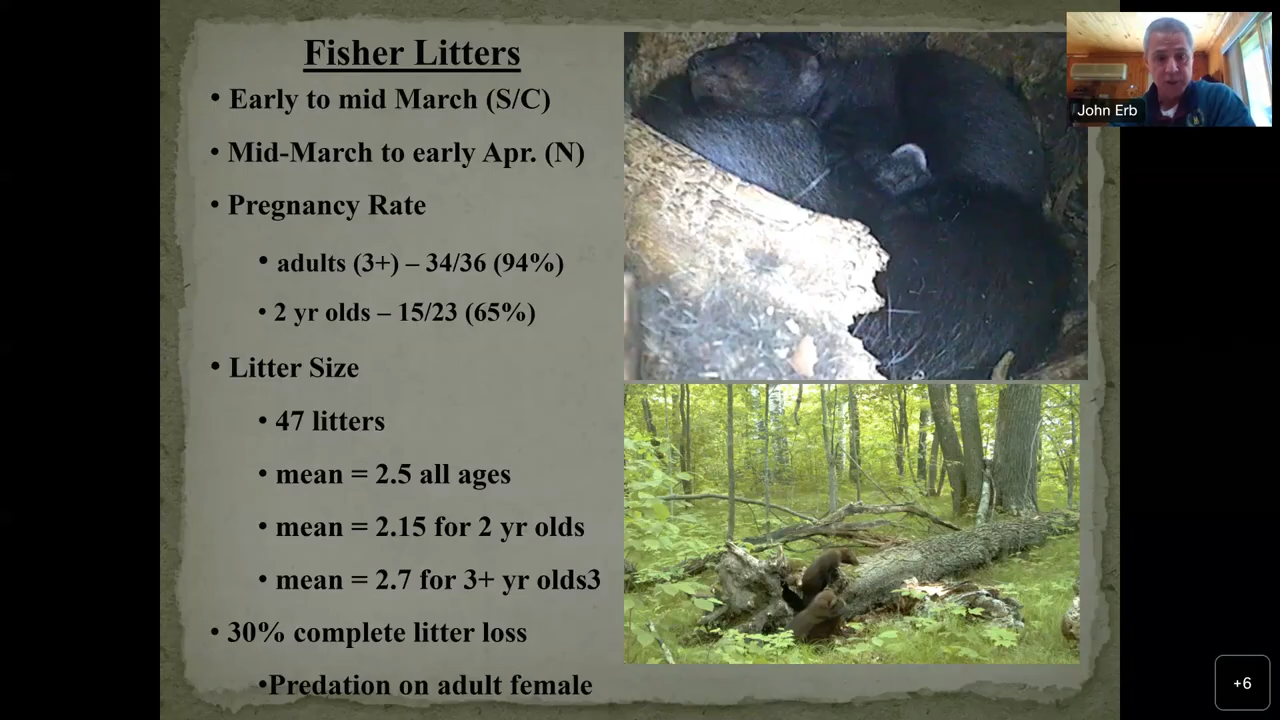 Fisher Litters
• Early to mid March (S/C)
• Mid-March to early Apr. (N)
• Pregnancy Rate
• adults (3+) – 34/36 (94%)
• 2 yr olds – 15/23 (65%)
• Litter Size
• 47 litters
• mean = 2.5 all ages
• mean = 2.15 for 2 yr olds
• mean = 2.7 for 3+ yr olds3
• 30% complete litter loss
•Predation on adult female
John Erb
+6